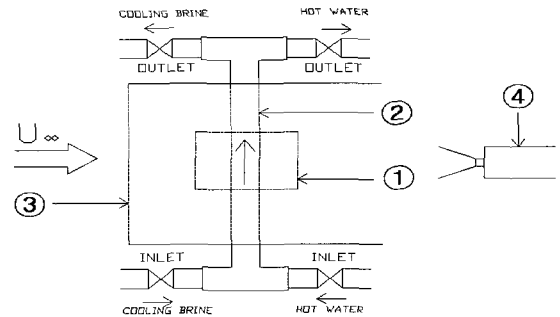 COOLING BRINE HOT WATER
OUTLET OUTLET
④
②
U∞
①
③
INLET INLET
COOLING BRINE HOT WATER